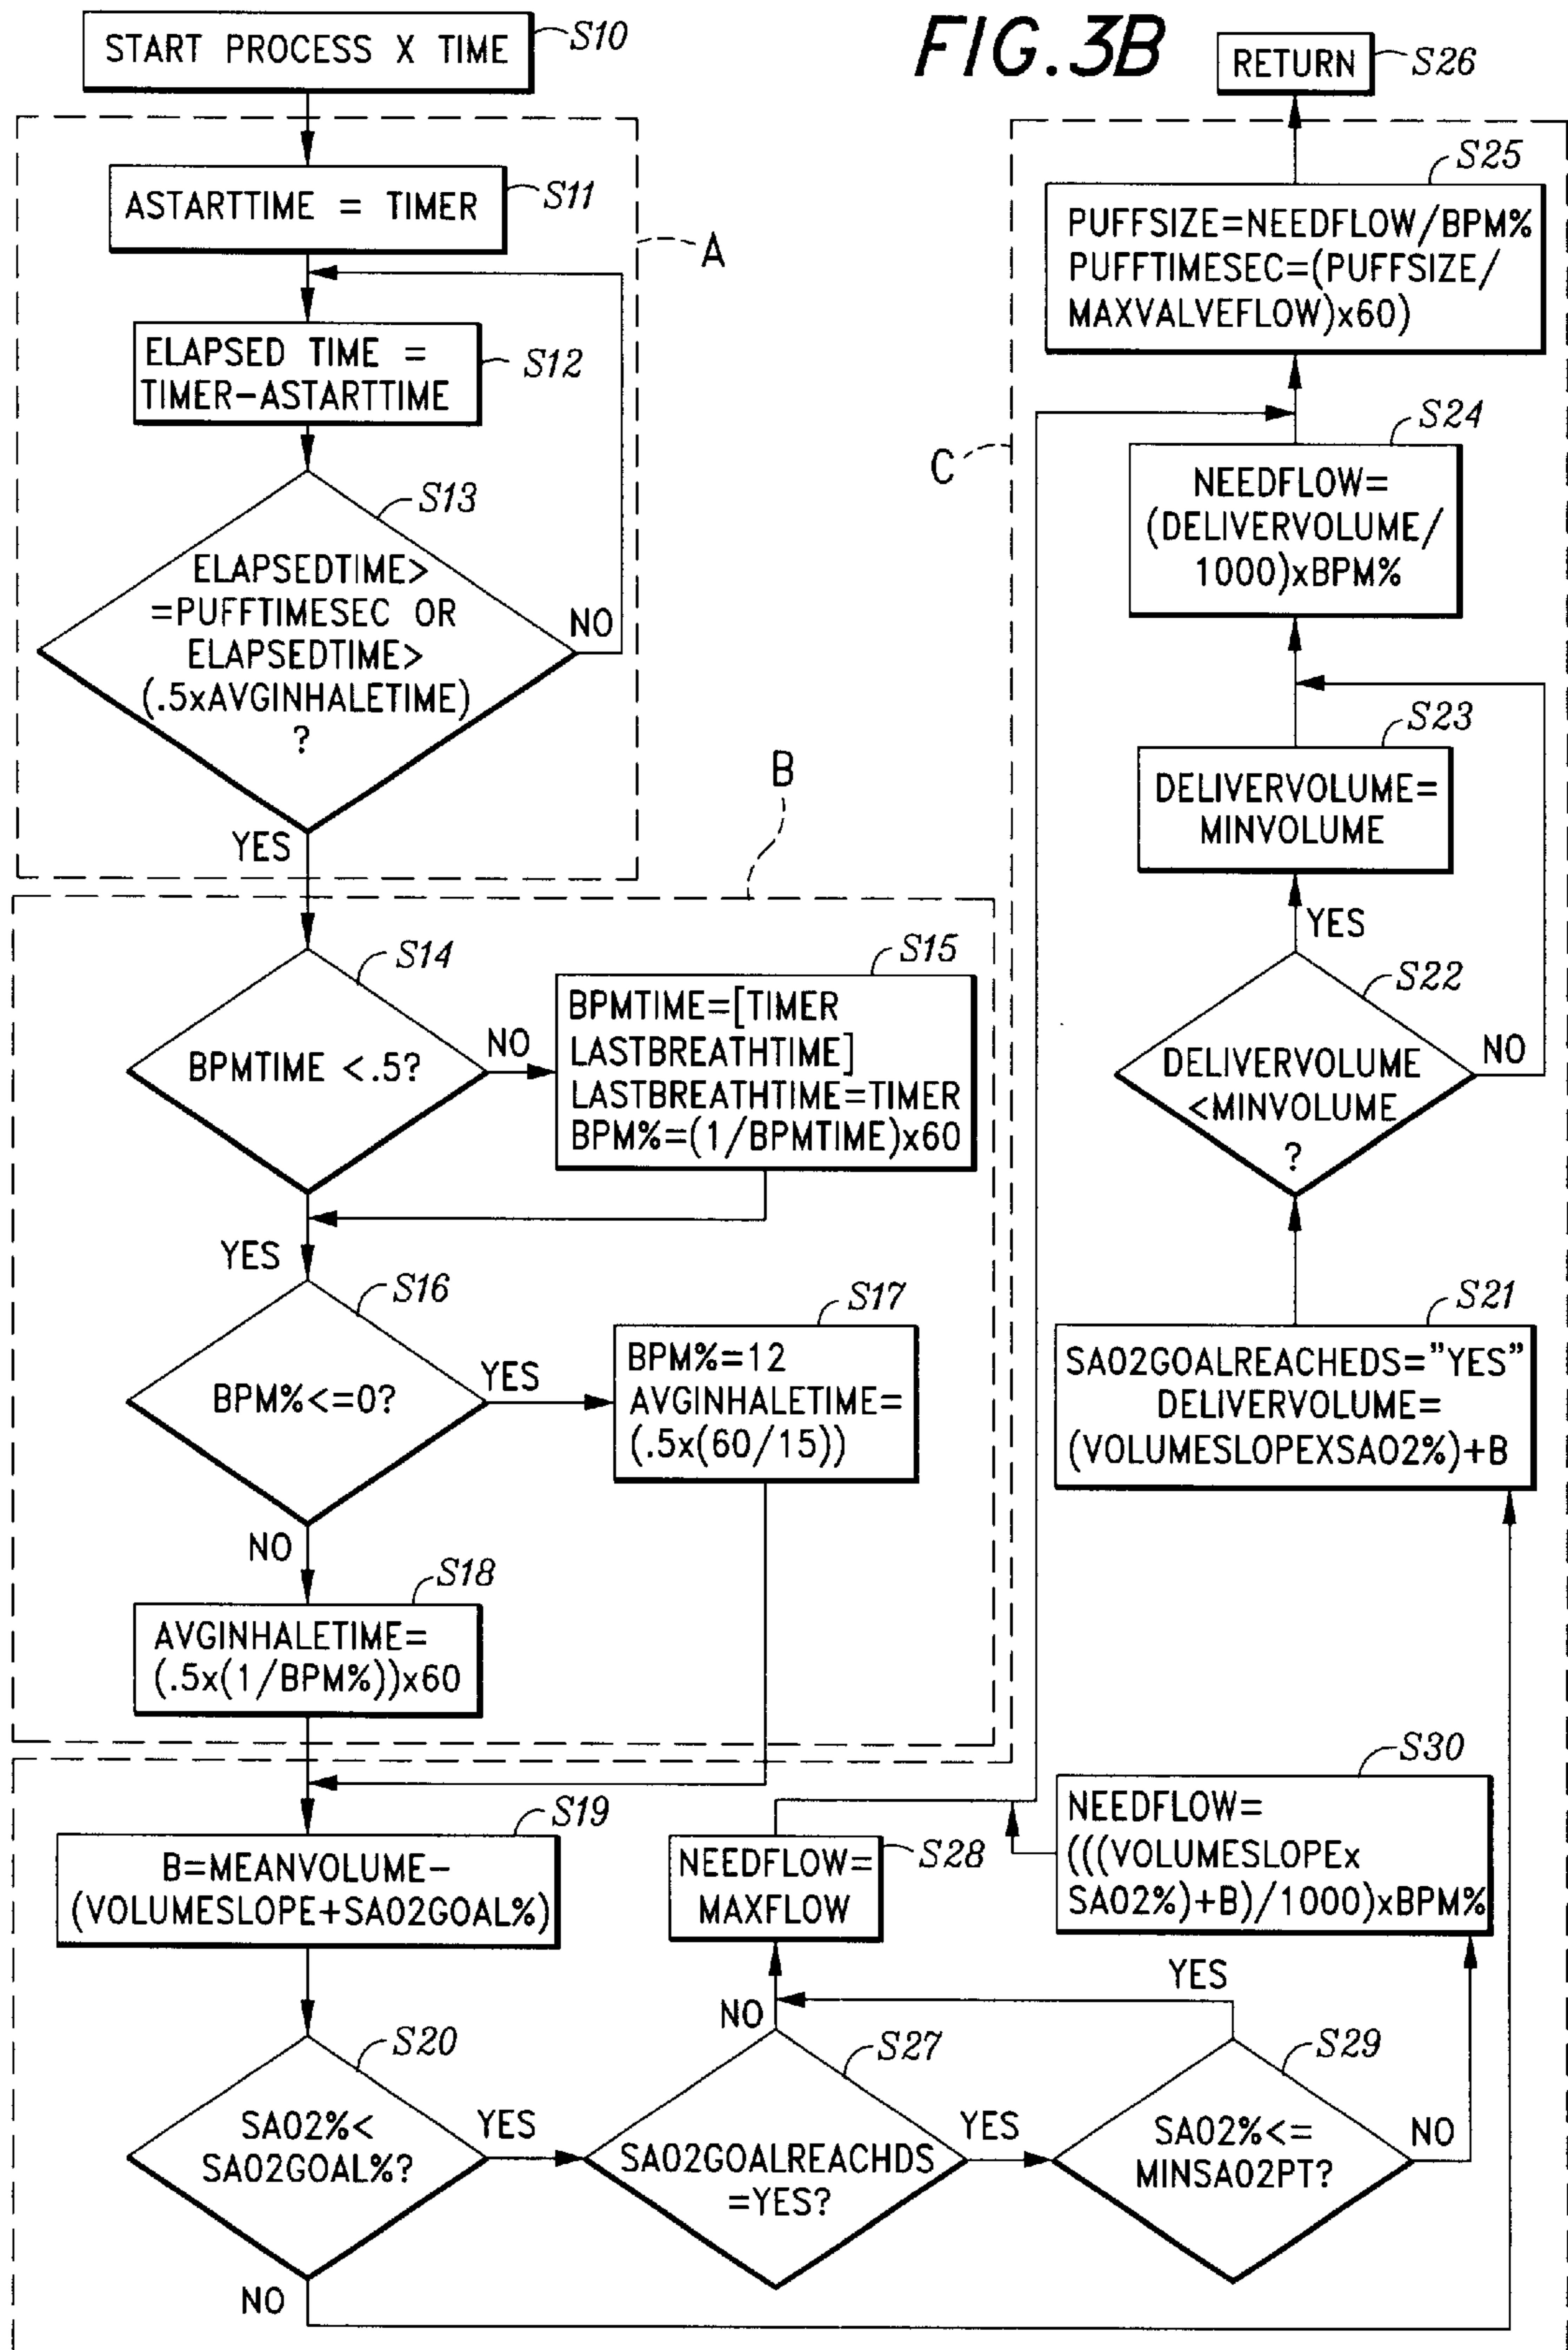 FIG.3B
START PROCESS X TIME
S10
A
ASTARTTIME = TIMER
S11
ELAPSED TIME =
TIMER-ASTARTTIME
S12
S13
ELAPSEDTIME>
=PUFFTIMESEC OR
ELAPSEDTIME>
(.5xAVGINHALETIME)
?
NO
YES
B
S14
BPMTIME <.5?
NO
S15
BPMTIME=[TIMER
LASTBREATHTIME]
LASTBREATHTIME=TIMER
BPM%=(1/BPMTIME)x60
YES
S16
BPM%<=0?
YES
S17
BPM%=12
AVGINHALETIME=
(.5x(60/15))
NO
S18
AVGINHALETIME=
(.5x(1/BPM%))x60
S19
B=MEANVOLUME-
(VOLUMESLOPE+SA02GOAL%)
S20
SA02%<
SA02GOAL%?
YES
NO
S27
SA02GOALREACHDS
=YES?
NO
YES
S28
NEEDFLOW=
MAXFLOW
S29
SA02%<=
MINSA02PT?
YES
NO
S30
NEEDFLOW=
(((VOLUMESLOPEx
SA02%)+B)/1000)xBPM%
S21
SA02GOALREACHEDS="YES"
DELIVERVOLUME=
(VOLUMESLOPEXSA02%)+B
S22
DELIVERVOLUME
<MINVOLUME
?
NO
YES
S23
DELIVERVOLUME=
MINVOLUME
S24
NEEDFLOW=
(DELIVERVOLUME/
1000)xBPM%
C
S25
PUFFSIZE=NEEDFLOW/BPM%
PUFFTIMESEC=(PUFFSIZE/
MAXVALVEFLOW)x60)
RETURN
S26